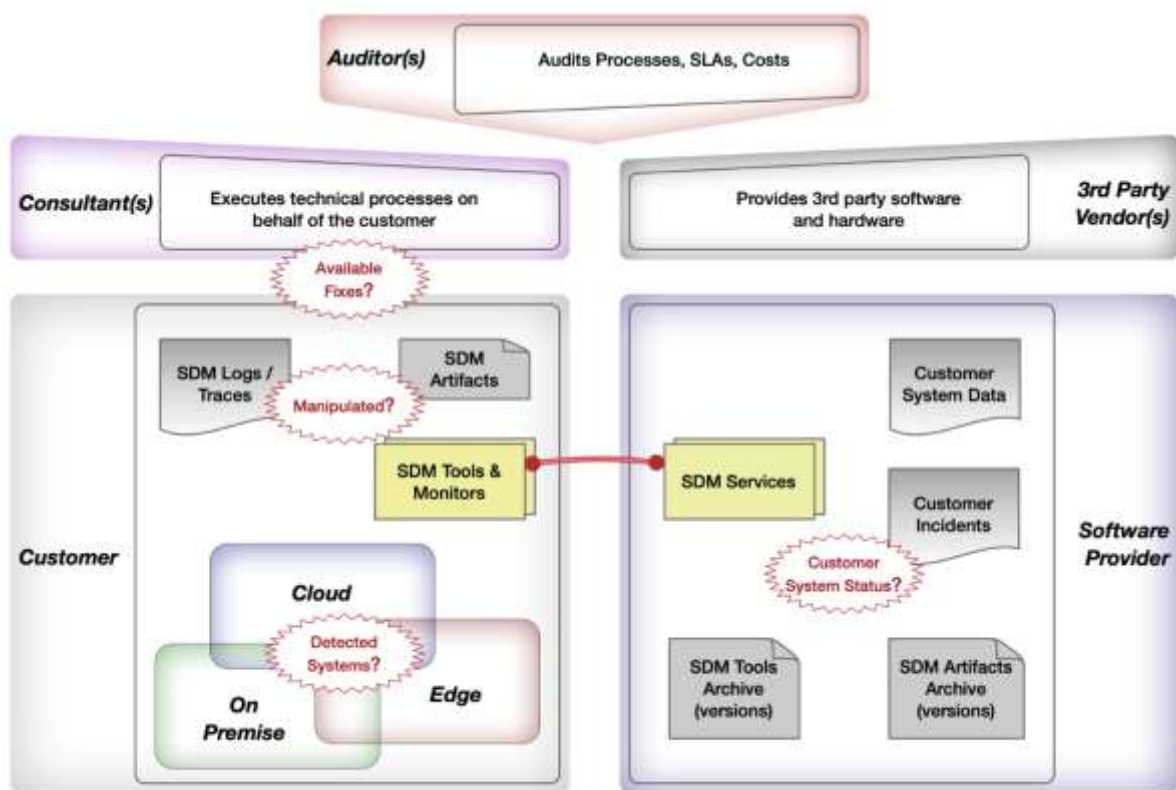 Auditor(s)
Audits Processes, SLAs, Costs
Consultant(s)
Executes technical processes on
behalf of the customer
Provides 3rd party software
and hardware
3rd Party
Vendor(s)
Available
Fixes?
SDM Logs /
Traces
SDM
Artifacts
Manipulated?
SDM Tools &
Monitors
Customer
Cloud
Detected
Systems?
On
Premise
Edge
Customer
System Data
SDM Services
Customer
Incidents
Customer
System Status?
Software
Provider
SDM Tools
Archive
(versions)
SDM Artifacts
Archive
(versions)